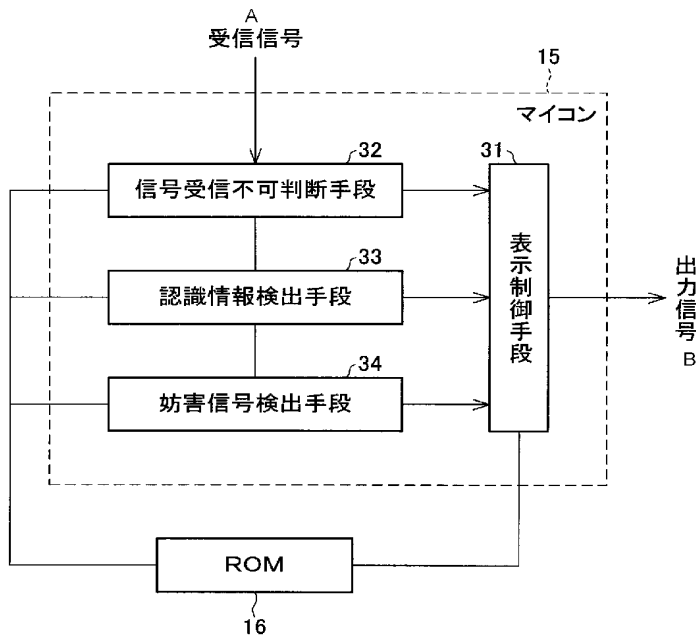 A
受信信号
15
マイコン
32
信号受信不可判断手段
31
表示制御手段
33
認識情報検出手段
34
妨害信号検出手段
出力信号
B
ROM
16